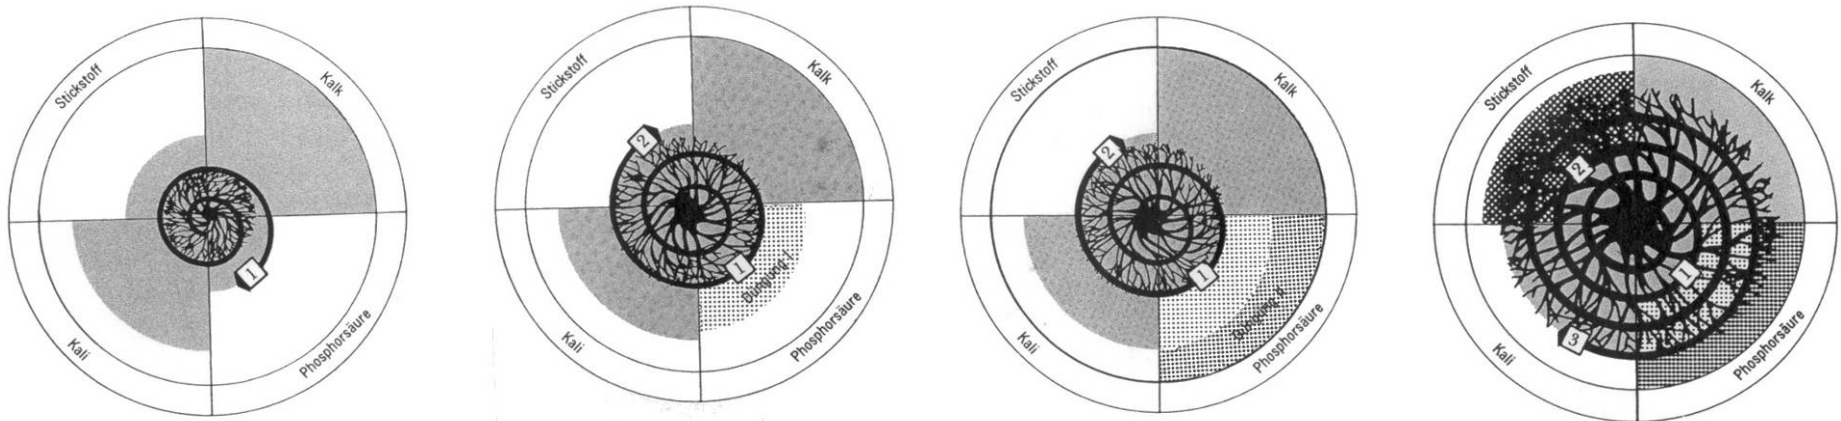 Stickstoff
Kalk
1
Kali
Phosphorsäure
Stickstoff
Kalk
2
1
Düngung I
Kali
Phosphorsäure
Stickstoff
Kalk
2
1
Düngung II
Kali
Phosphorsäure
Stickstoff
Kalk
2
1
3
Kali
Phosphorsäure